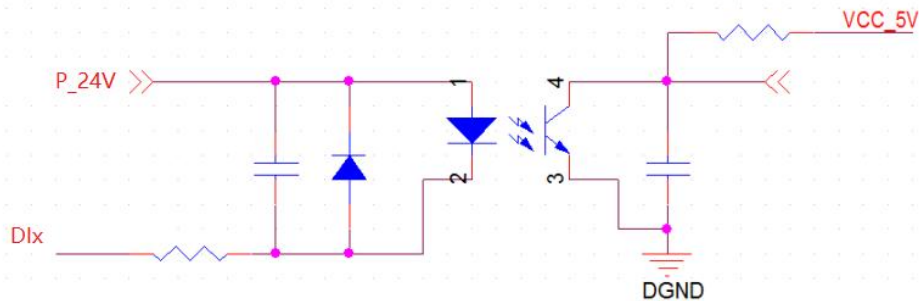 VCC_5V
P_24V
1
4
2
3
DIx
DGND